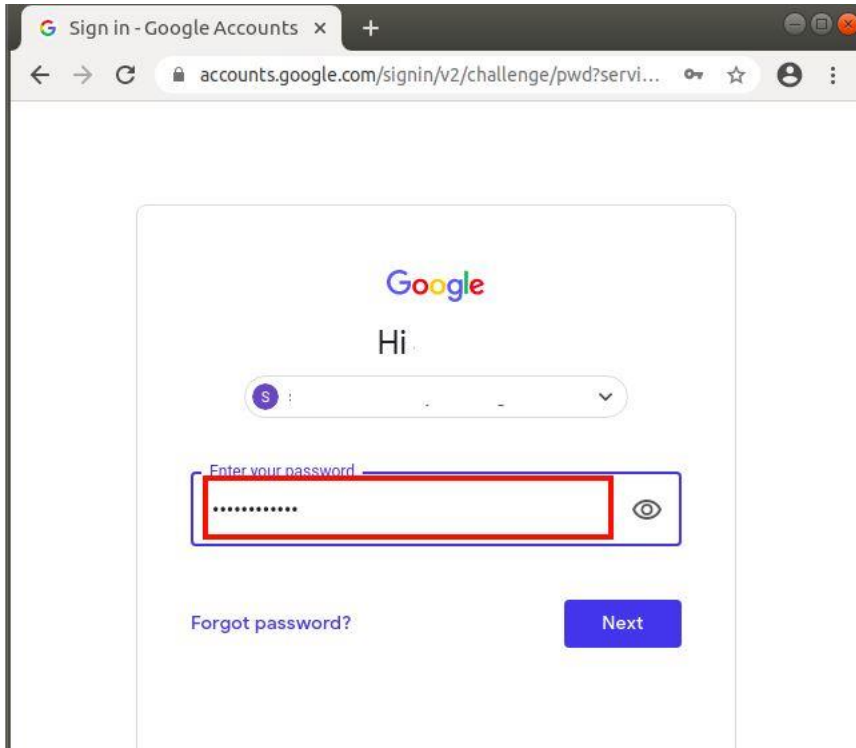 Sign in - Google Accounts
accounts.google.com/signin/v2/challenge/pwd?servi...
Google
Hi
S
Enter your password
••••••••••••
Forgot password?
Next